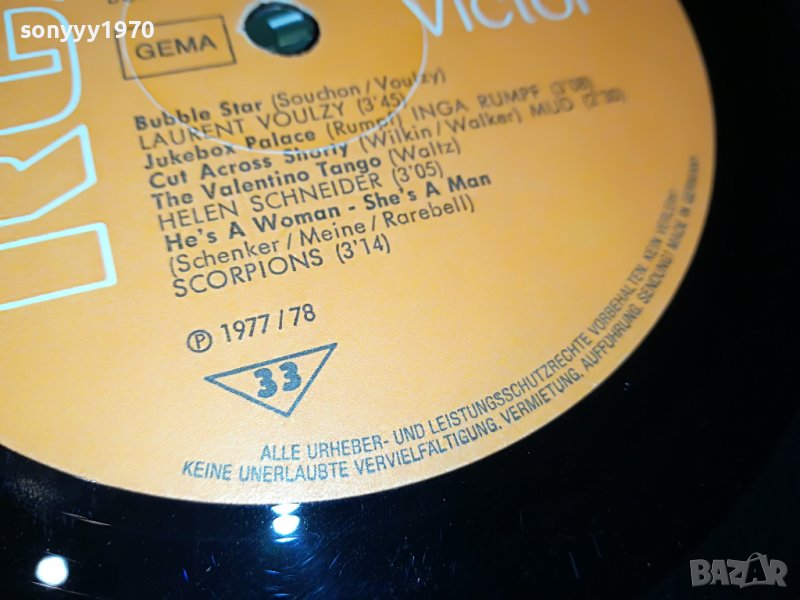 sonyyy1970
Victor
GEMA
Bubble Star (Souchon/Voulzy)
LAURENT VOULZY (3'45)
Jukebox Palace (Rumpf) INGA RUMPF (3'08)
Cut Across Shorty (Wilkin/Walker) MUD (2'30)
The Valentino Tango (Waltz)
HELEN SCHNEIDER (3'05)
He's A Woman - She's A Man
(Schenker/Meine/Rarebell)
SCORPIONS (3'14)
Ⓟ 1977/78
33
ALLE URHEBER- UND LEISTUNGSSCHUTZRECHTE VORBEHALTEN. KEIN VERLEIH!
KEINE UNERLAUBTE VERVIELFÄLTIGUNG, VERMIETUNG, AUFFÜHRUNG, SENDUNG! MADE IN GERMANY
BAZAR